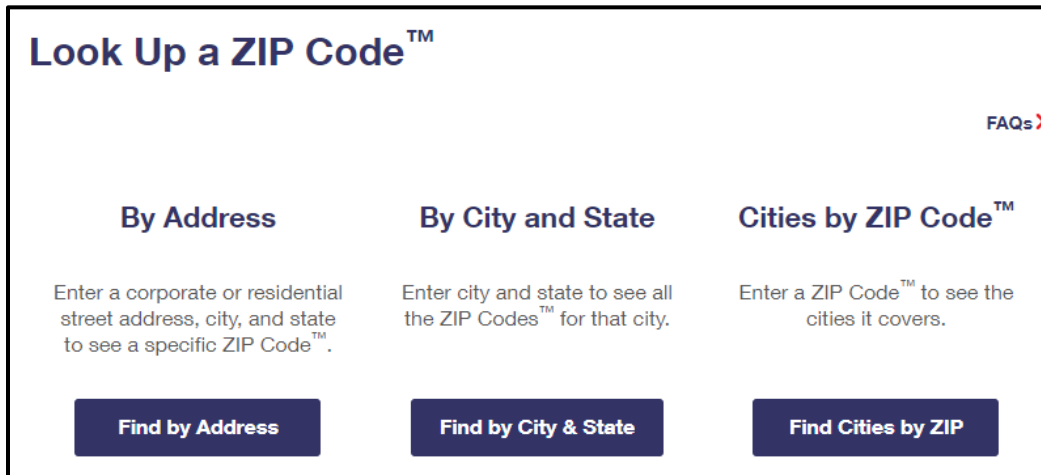 Look Up a ZIP Code™
FAQs
By Address
Enter a corporate or residential
street address, city, and state
to see a specific ZIP Code™.
Find by Address
By City and State
Enter city and state to see all
the ZIP Codes™ for that city.
Find by City & State
Cities by ZIP Code™
Enter a ZIP Code™ to see the
cities it covers.
Find Cities by ZIP